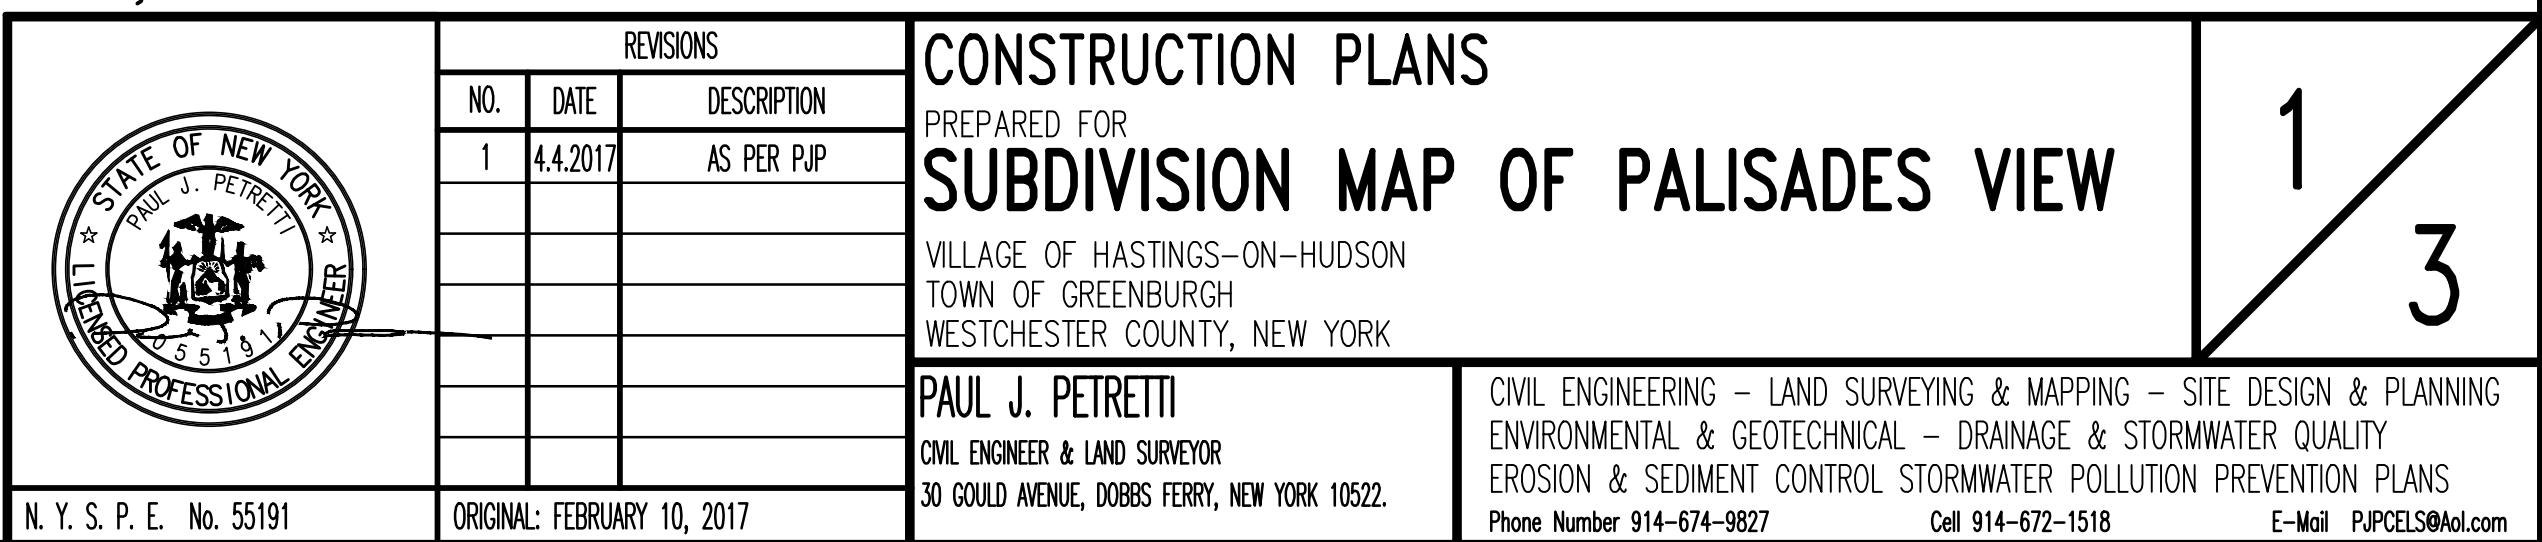 STATE OF NEW YORK
PAUL J. PETRETTI
055191
LICENSED PROFESSIONAL ENGINEER
N. Y. S. P. E. No. 55191
REVISIONS
NO. DATE DESCRIPTION
1 4.4.2017 AS PER PJP
ORIGINAL: FEBRUARY 10, 2017
CONSTRUCTION PLANS
PREPARED FOR
SUBDIVISION MAP OF PALISADES VIEW
VILLAGE OF HASTINGS-ON-HUDSON
TOWN OF GREENBURGH
WESTCHESTER COUNTY, NEW YORK
1
3
PAUL J. PETRETTI
CIVIL ENGINEER & LAND SURVEYOR
30 GOULD AVENUE, DOBBS FERRY, NEW YORK 10522.
CIVIL ENGINEERING - LAND SURVEYING & MAPPING - SITE DESIGN & PLANNING
ENVIRONMENTAL & GEOTECHNICAL - DRAINAGE & STORMWATER QUALITY
EROSION & SEDIMENT CONTROL STORMWATER POLLUTION PREVENTION PLANS
Phone Number 914-674-9827 Cell 914-672-1518 E-Mail PJPCELS@Aol.com